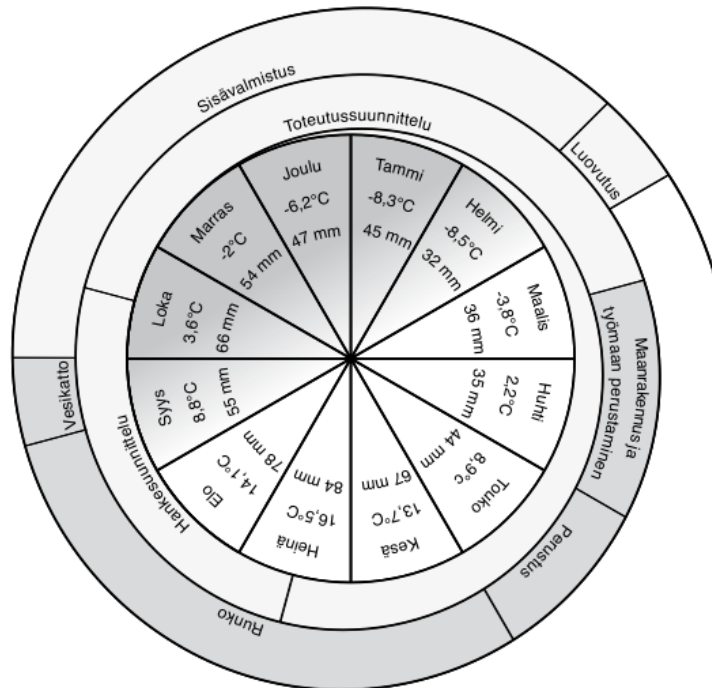 Sisävalmistus
Toteutussuunnittelu
Luovutus
Tammi
-8,3°C
45 mm
Helmi
-8,5°C
32 mm
Maalis
-3,8°C
36 mm
Huhti
2,2°C
35 mm
Touko
8,9°c
44 mm
Kesä
13,7°C
67 mm
Heinä
16,5°C
84 mm
Elo
14,1°C
78 mm
Syys
8,8°C
55 mm
Loka
3,6°C
66 mm
Marras
-2°C
54 mm
Joulu
-6,2°C
47 mm
Maanrakennus ja
työmaan perustaminen
Perustus
Runko
Vesikatto
Hankesuunnittelu